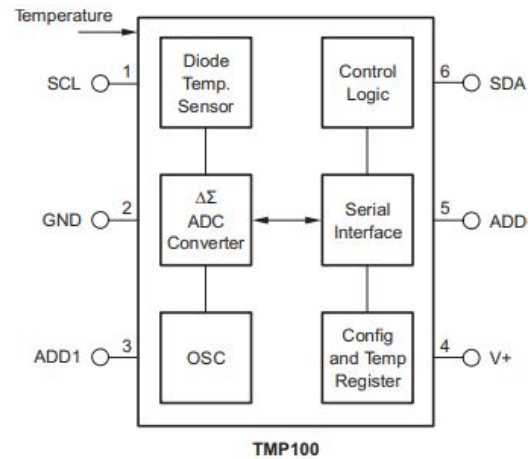 Temperature
SCL 1
Diode
Temp.
Sensor
Control
Logic
6 SDA
GND 2
ΔΣ
ADC
Converter
Serial
Interface
5 ADD
ADD1 3
OSC
Config
and Temp
Register
4 V+
TMP100